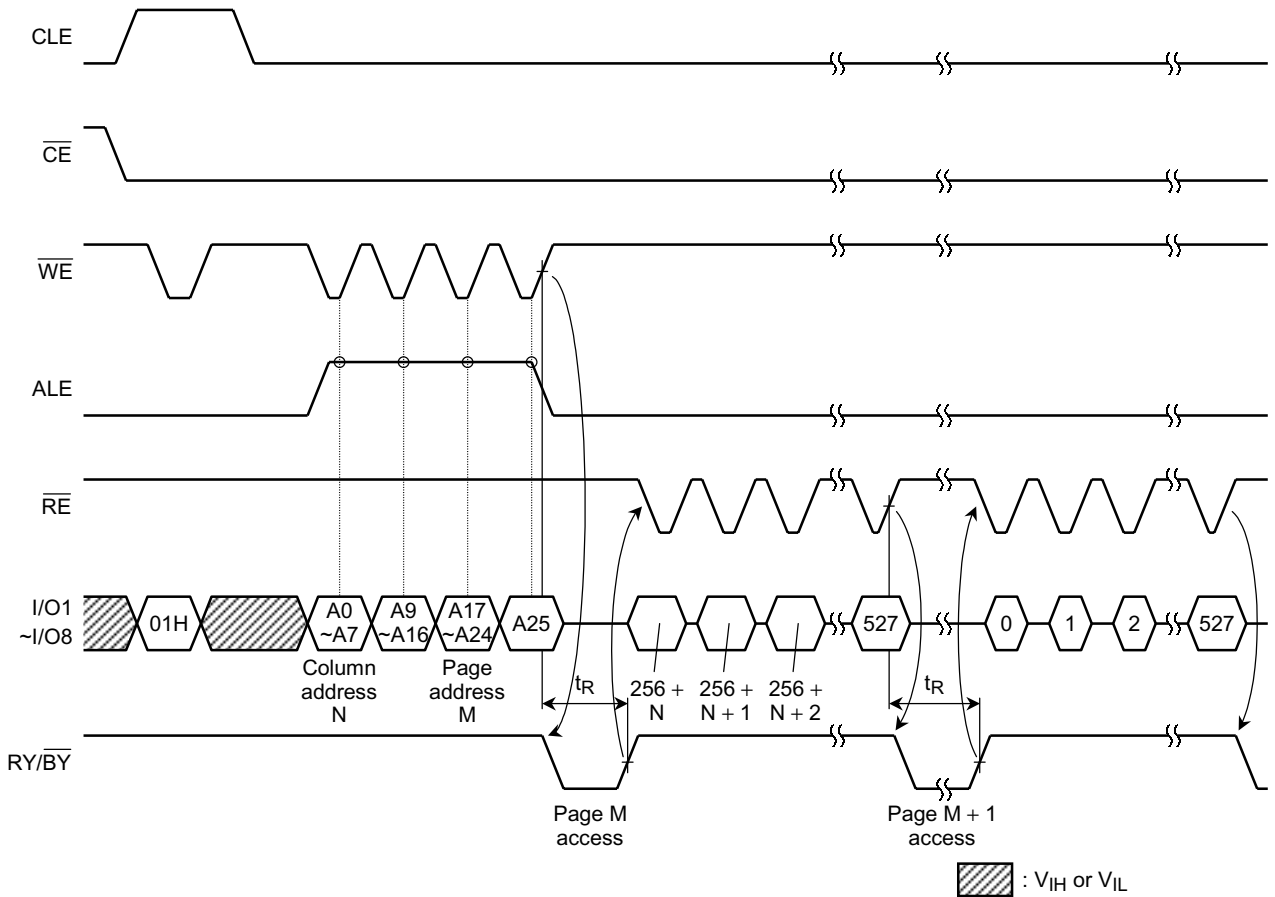 CLE
CE
WE
ALE
RE
I/O1
~I/O8
01H
A0
~A7
A9
~A16
A17
~A24
A25
527
0
1
2
527
Column
address
N
Page
address
M
tR
256 +
N
256 +
N + 1
256 +
N + 2
tR
RY/BY
Page M
access
Page M + 1
access
: VIH or VIL